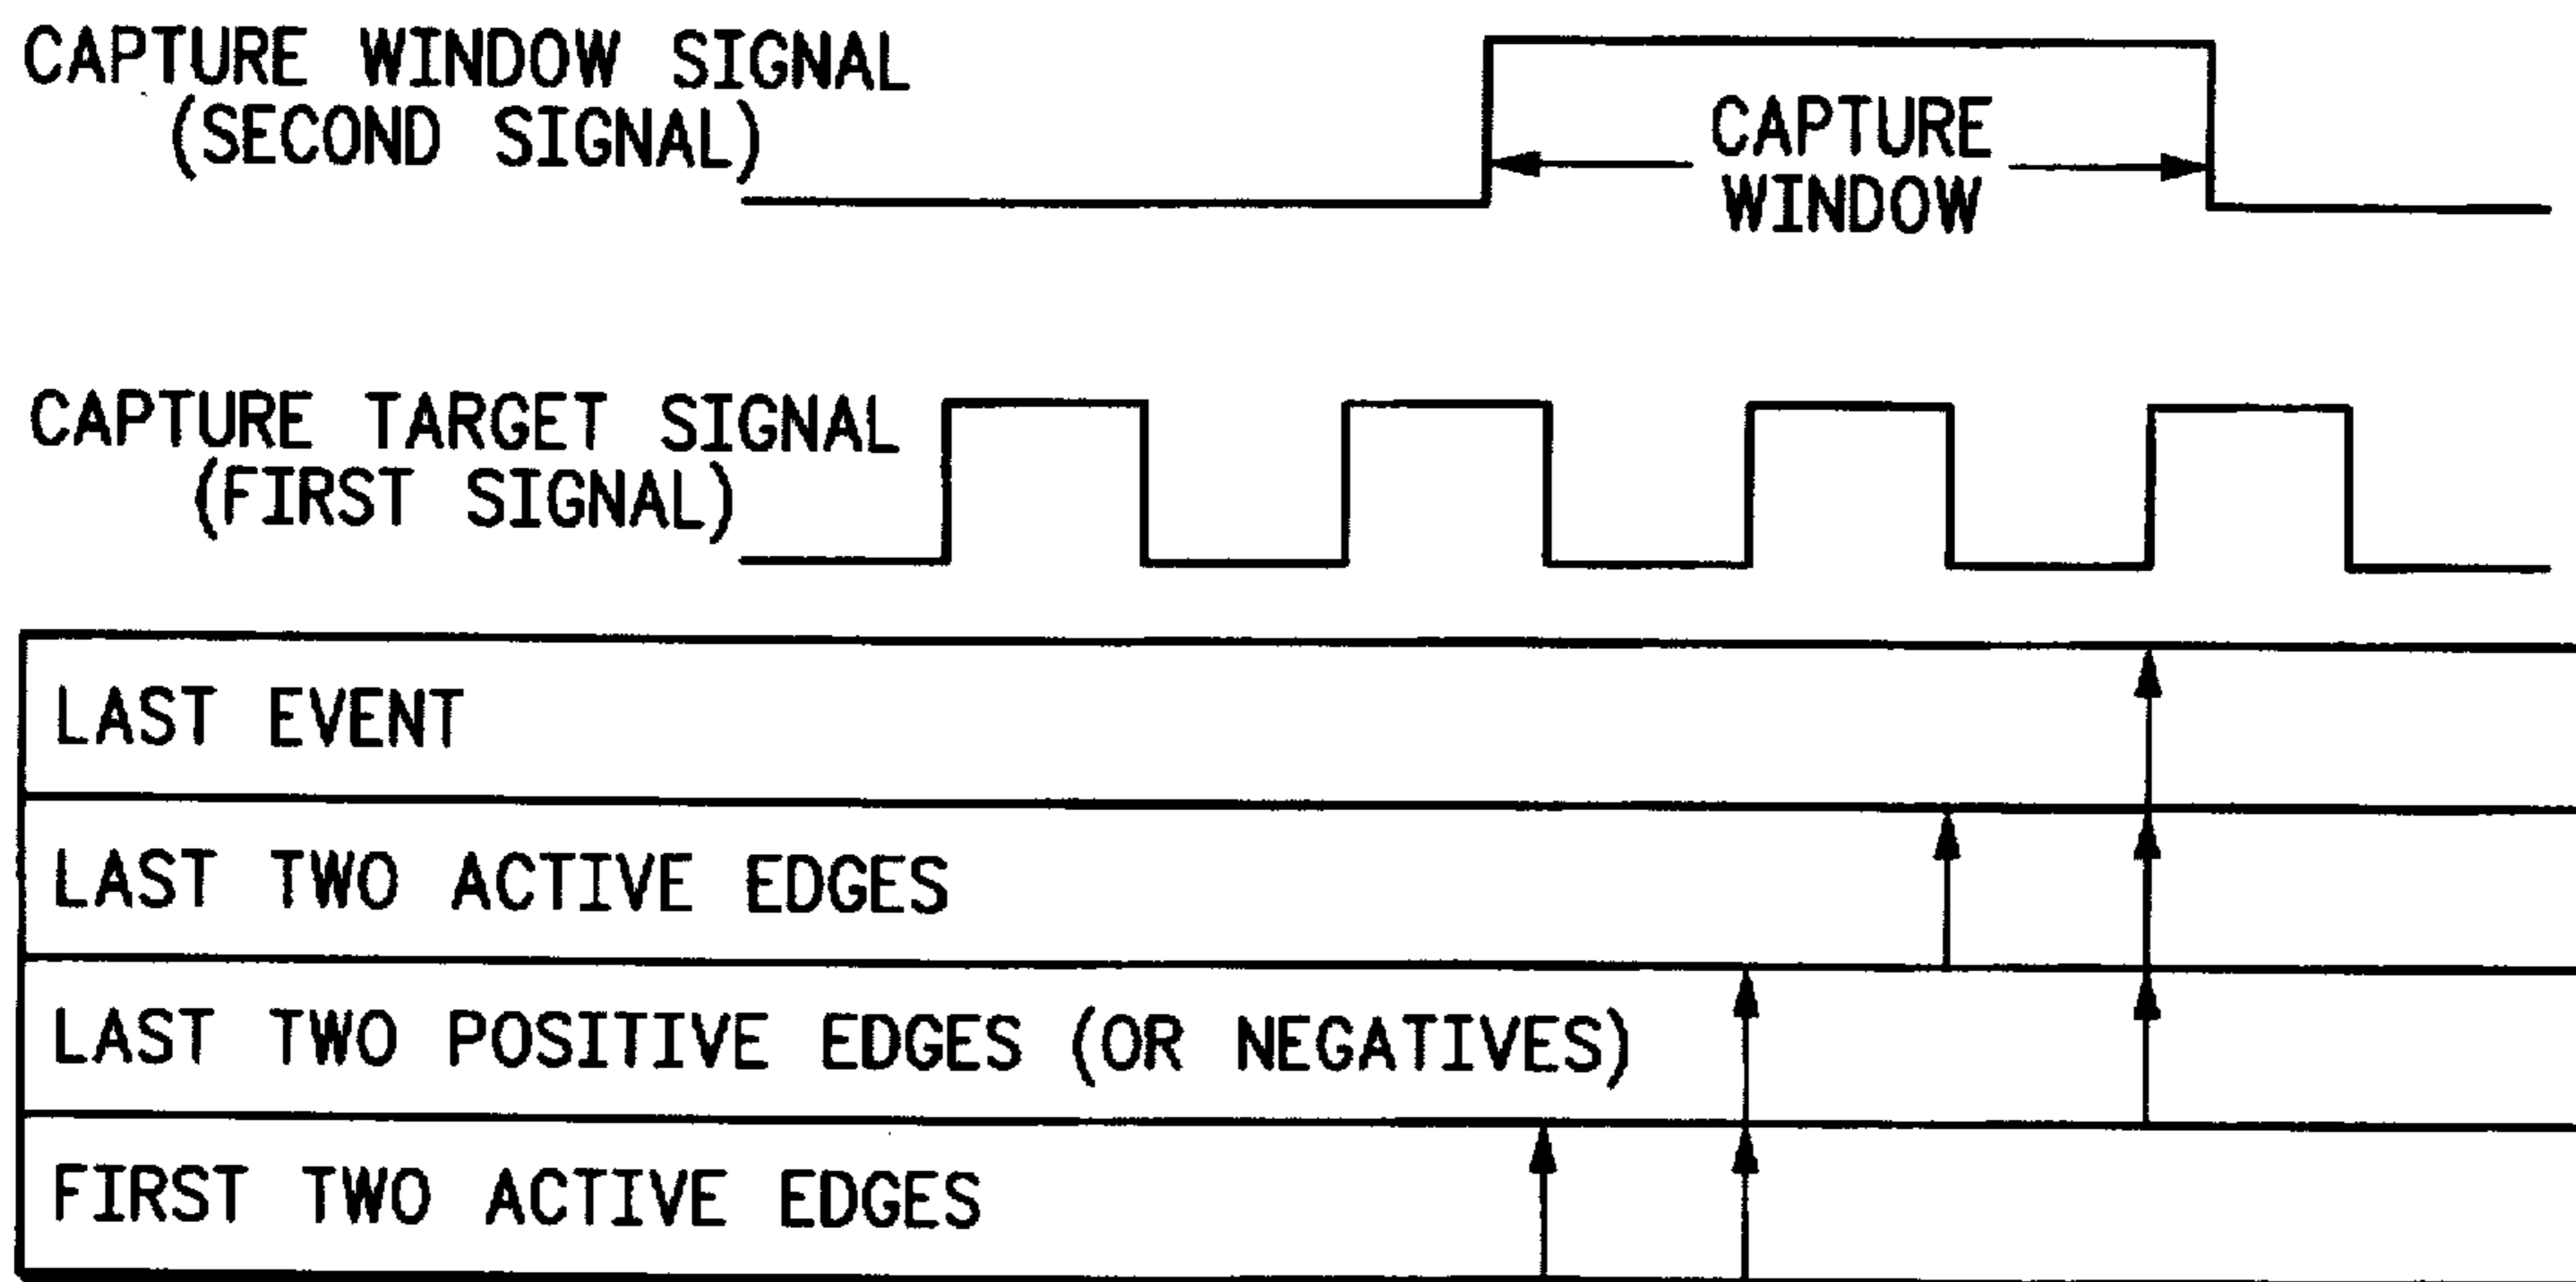 CAPTURE WINDOW SIGNAL
(SECOND SIGNAL)
CAPTURE
WINDOW
CAPTURE TARGET SIGNAL
(FIRST SIGNAL)
LAST EVENT
LAST TWO ACTIVE EDGES
LAST TWO POSITIVE EDGES (OR NEGATIVES)
FIRST TWO ACTIVE EDGES